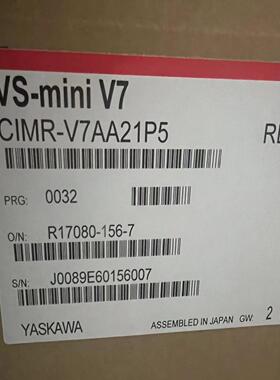 VS-mini V7
CIMR-V7AA21P5
PRG: 0032
O/N: R17080-156-7
S/N: J0089E60156007
YASKAWA
ASSEMBLED IN JAPAN GW: 2